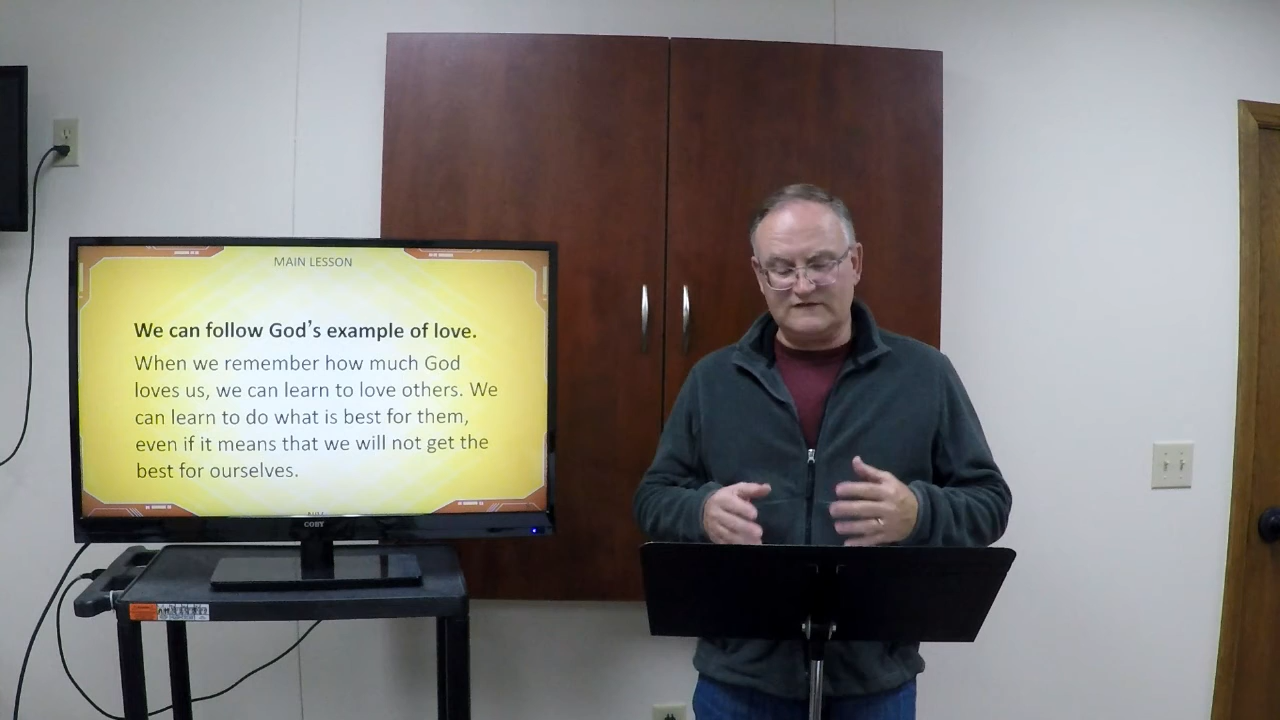 MAIN LESSON
We can follow God's example of love.
When we remember how much God
loves us, we can learn to love others. We
can learn to do what is best for them,
even if it means that we will not get the
best for ourselves.
COBY